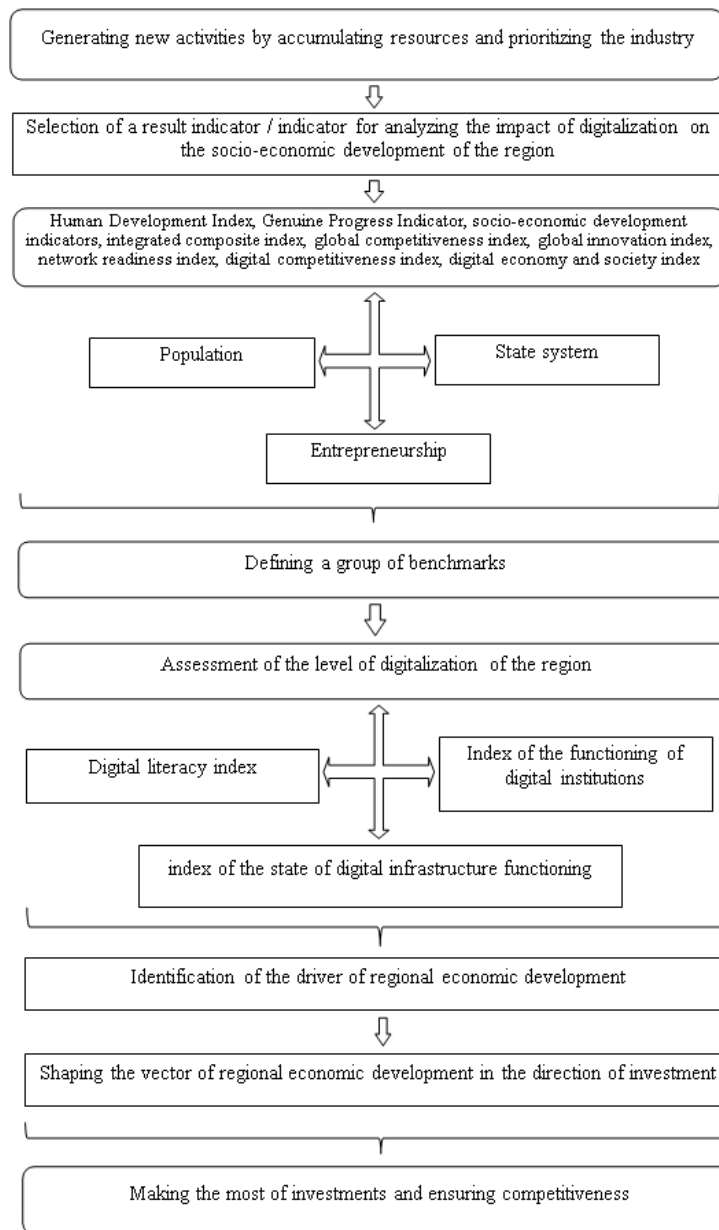 Generating new activities by accumulating resources and prioritizing the industry
Selection of a result indicator / indicator for analyzing the impact of digitalization on
the socio-economic development of the region
Human Development Index, Genuine Progress Indicator, socio-economic development
indicators, integrated composite index, global competitiveness index, global innovation index,
network readiness index, digital competitiveness index, digital economy and society index
Population
State system
Entrepreneurship
Defining a group of benchmarks
Assessment of the level of digitalization of the region
Digital literacy index
Index of the functioning of
digital institutions
index of the state of digital infrastructure functioning
Identification of the driver of regional economic development
Shaping the vector of regional economic development in the direction of investment
Making the most of investments and ensuring competitiveness